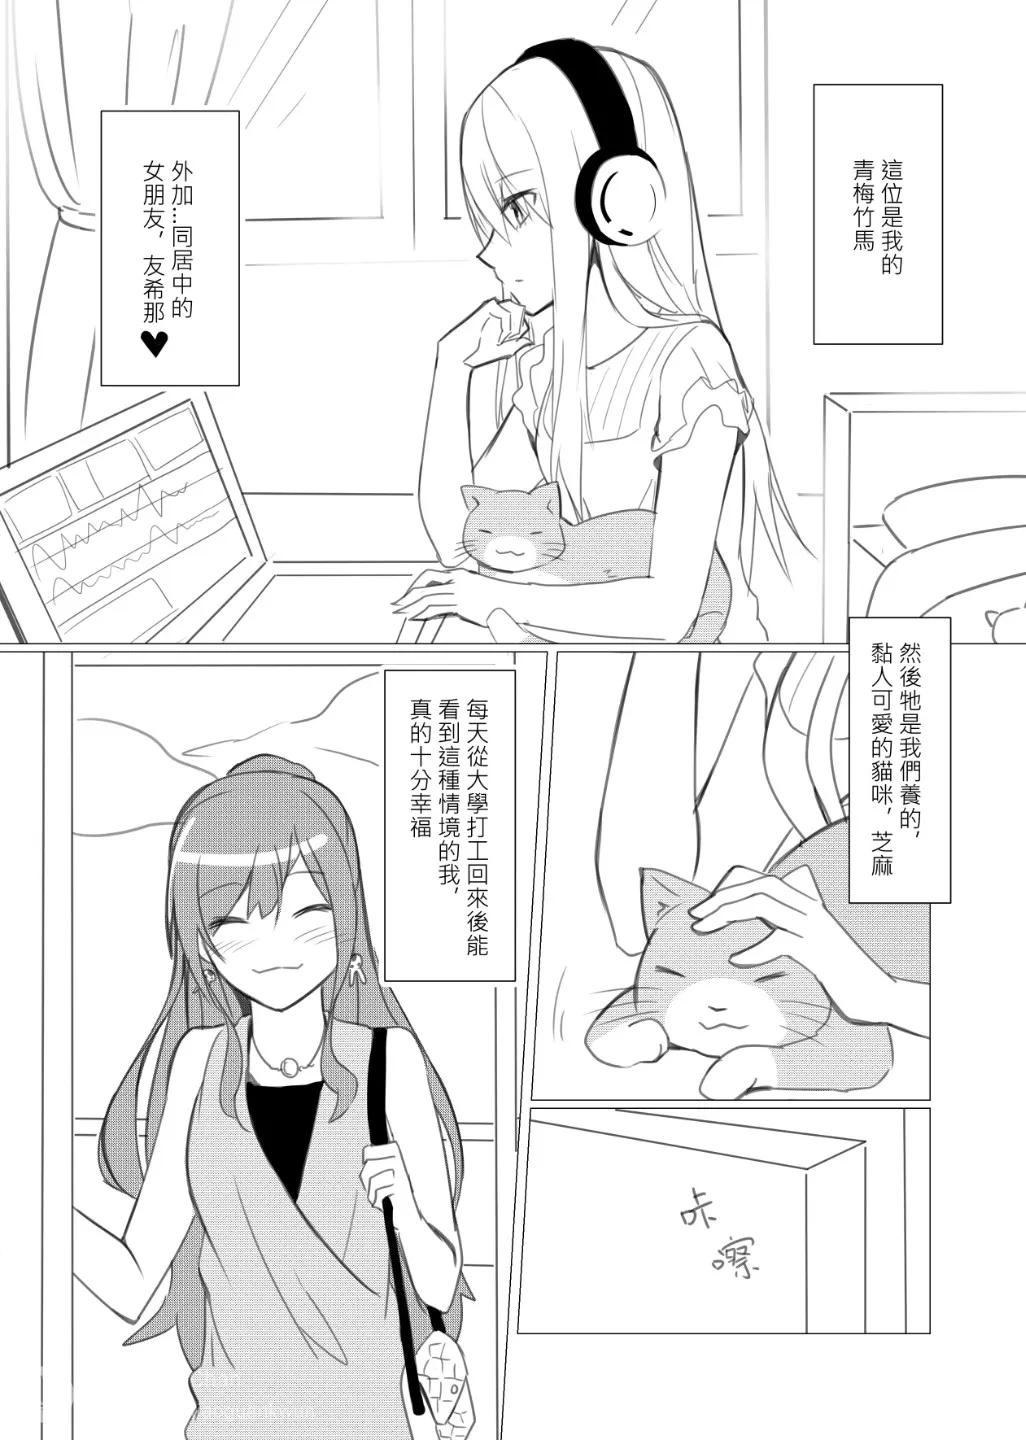 這位是我的
青梅竹馬
外加...同居中的
女朋友，友希那
♥
然後牠是我們養的，
黏人可愛的貓咪，芝麻
每天從大學打工回來後能
看到這種情境的我，
真的十分幸福
咔
嚓